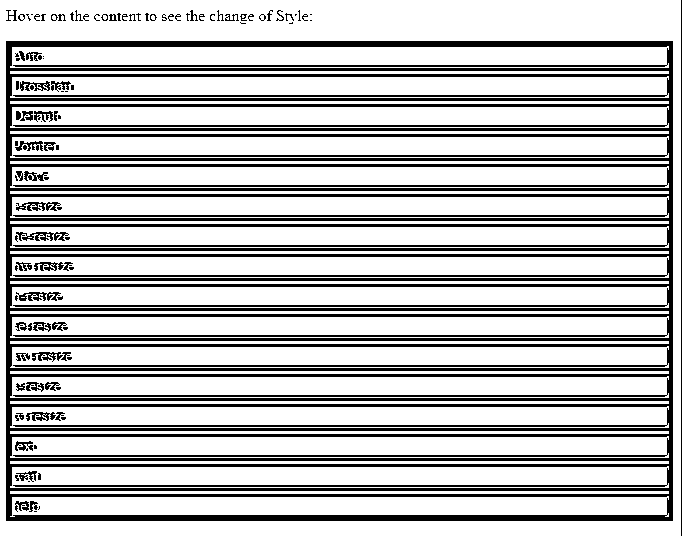 Hover on the content to see the change of Style:
Auto
Crosshair
Default
Pointer
Move
e-resize
ne-resize
nw-resize
n-resize
se-resize
sw-resize
s-resize
w-resize
text
wait
help